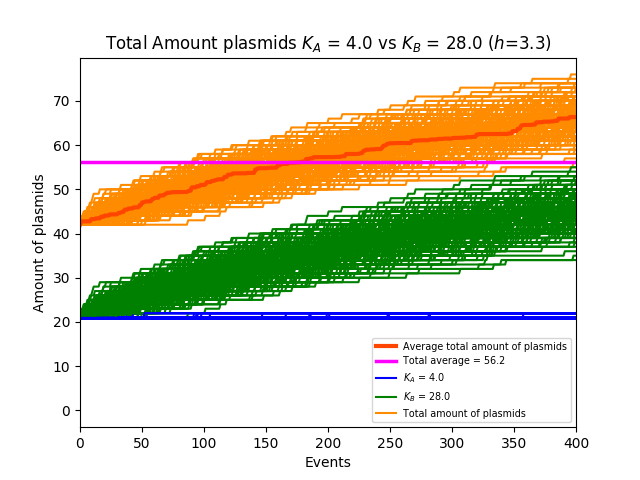 Total Amount plasmids K_A = 4.0 vs K_B = 28.0 (h=3.3)
Amount of plasmids
70
60
50
40
30
20
10
0
Average total amount of plasmids
Total average = 56.2
K_A = 4.0
K_B = 28.0
Total amount of plasmids
0 50 100 150 200 250 300 350 400
Events